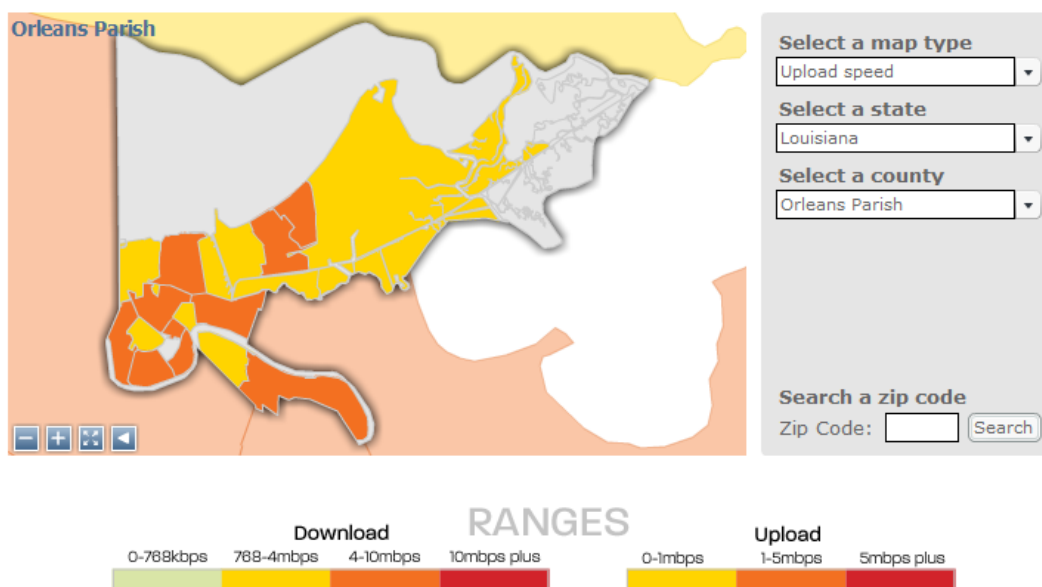 Orleans Parish
Select a map type
Upload speed
Select a state
Louisiana
Select a county
Orleans Parish
Search a zip code
Zip Code:
Search
RANGES
Download
0-768kbps 768-4mbps 4-10mbps 10mbps plus
Upload
0-1mbps 1-5mbps 5mbps plus